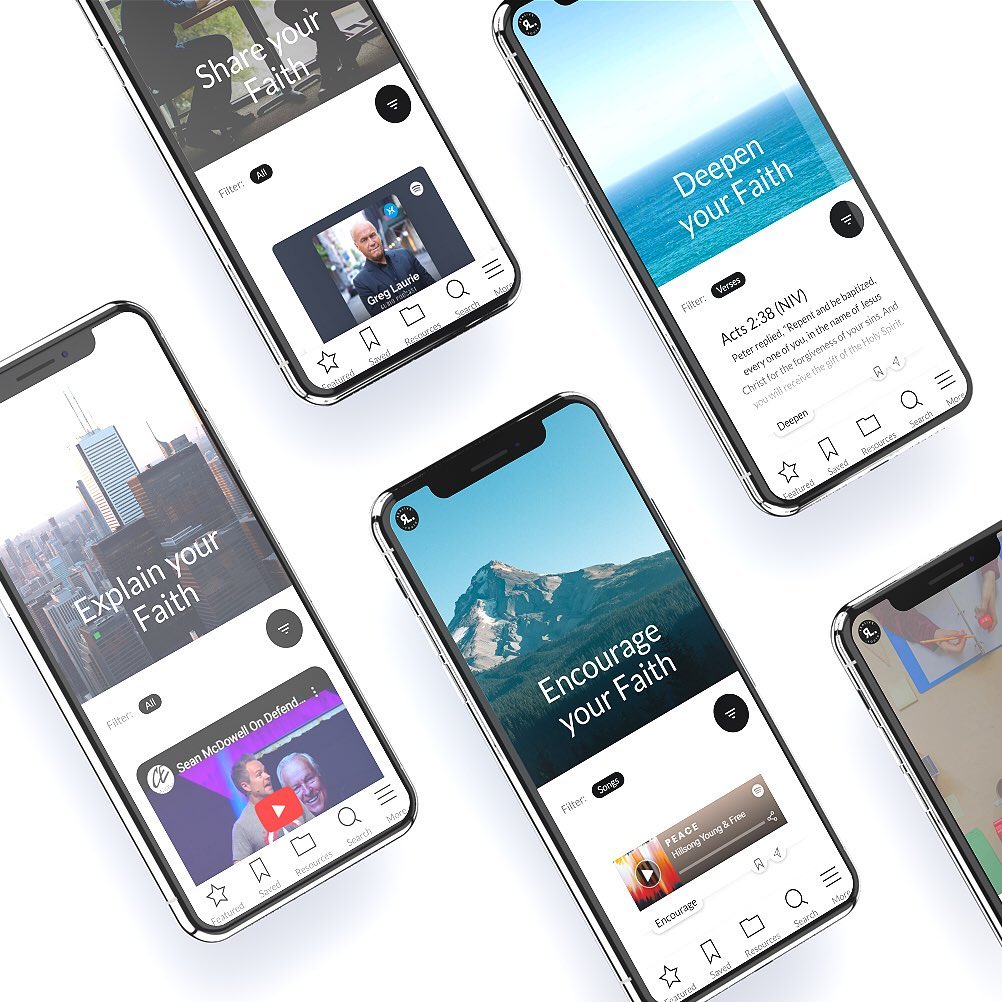 Share your
Faith
Filter: All
Greg Laurie
Featured
Saved
Resources
Search
More
RL.
Deepen
your Faith
Filter: Verses
Acts 2:38 (NIV)
Peter replied, "Repent and be baptized,
every one of you, in the name of Jesus
Christ for the forgiveness of your sins. And
you will receive the gift of the Holy Spirit.
Deepen
Featured
Saved
Resources
Search
More
Explain your
Faith
Filter: All
Sean McDowell On Defend...
Featured
Saved
Resources
Search
More
RL.
Encourage
your Faith
Filter: Songs
PEACE
Hillsong Young & Free
Encourage
Featured
Saved
Resources
Search
More
RL.